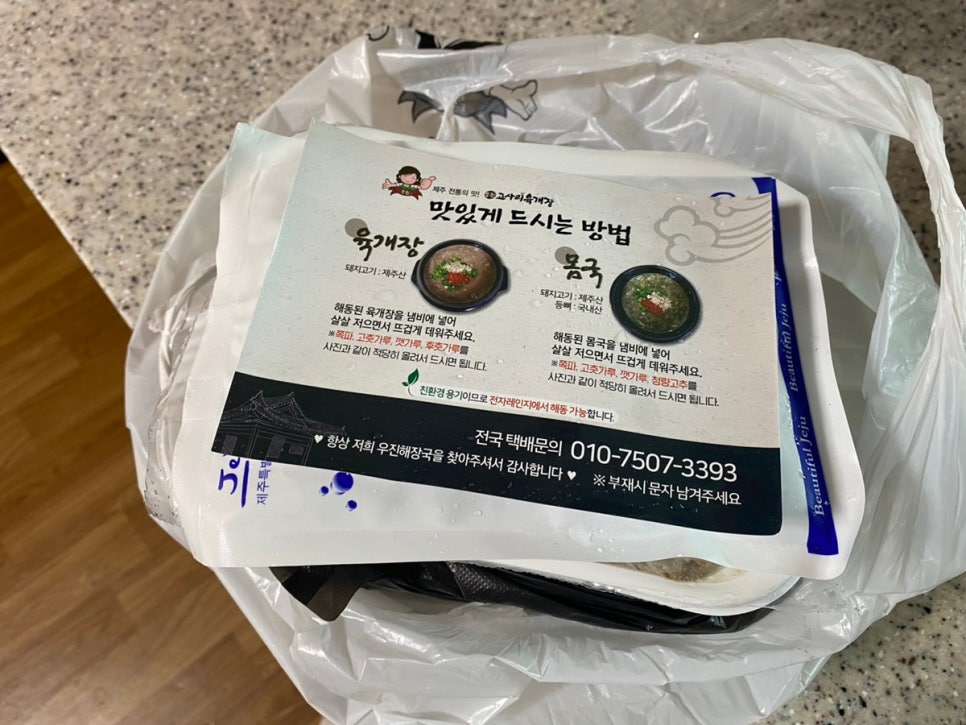 제주 전통의 맛! 고사리육개장
맛있게 드시는 방법
육개장
돼지고기 : 제주산
해동된 육개장을 냄비에 넣어
살살 저으면서 뜨겁게 데워주세요.
※쪽파, 고춧가루, 깻가루, 후춧가루를
사진과 같이 적당히 올려서 드시면 됩니다.
몸국
돼지고기 : 제주산
등뼈 : 국내산
해동된 몸국을 냄비에 넣어
살살 저으면서 뜨겁게 데워주세요.
※쪽파, 고춧가루, 깻가루, 청량고추를
사진과 같이 적당히 올려서 드시면 됩니다.
친환경 용기이므로 전자레인지에서 해동 가능합니다.
전국 택배문의 010-7507-3393
♥ 항상 저희 우진해장국을 찾아주셔서 감사합니다 ♥ ※ 부재시 문자 남겨주세요
Je
제주특별
Beautiful Jeju
Beautiful Jeju